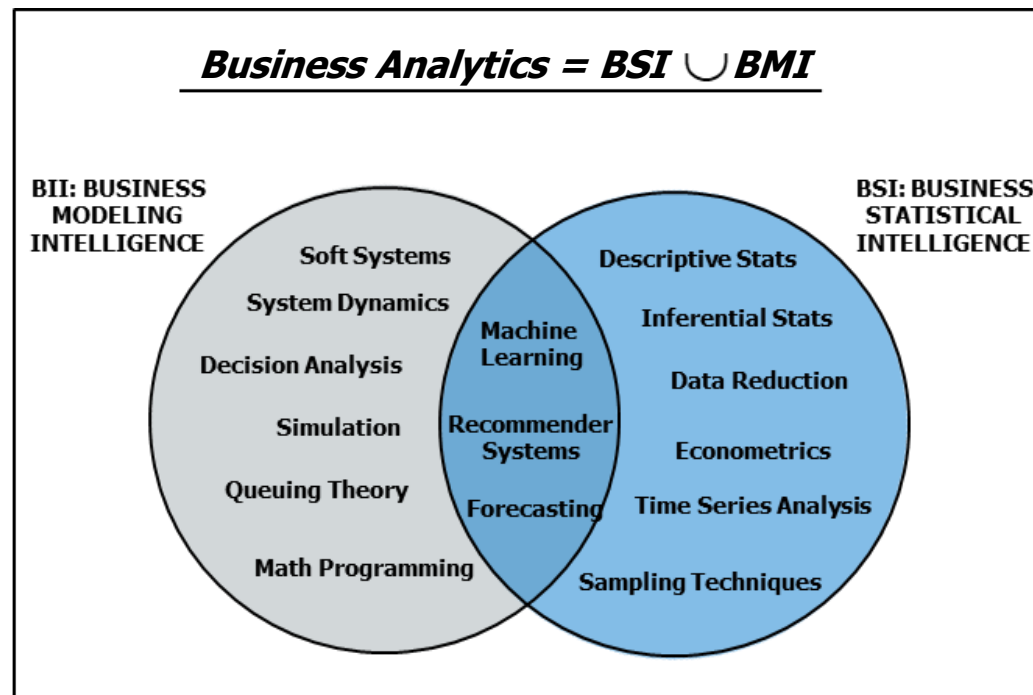 Business Analytics = BSI ∪ BMI
BII: BUSINESS
MODELING
INTELLIGENCE
Soft Systems
System Dynamics
Decision Analysis
Simulation
Queuing Theory
Math Programming
Machine
Learning
Recommender
Systems
Forecasting
BSI: BUSINESS
STATISTICAL
INTELLIGENCE
Descriptive Stats
Inferential Stats
Data Reduction
Econometrics
Time Series Analysis
Sampling Techniques